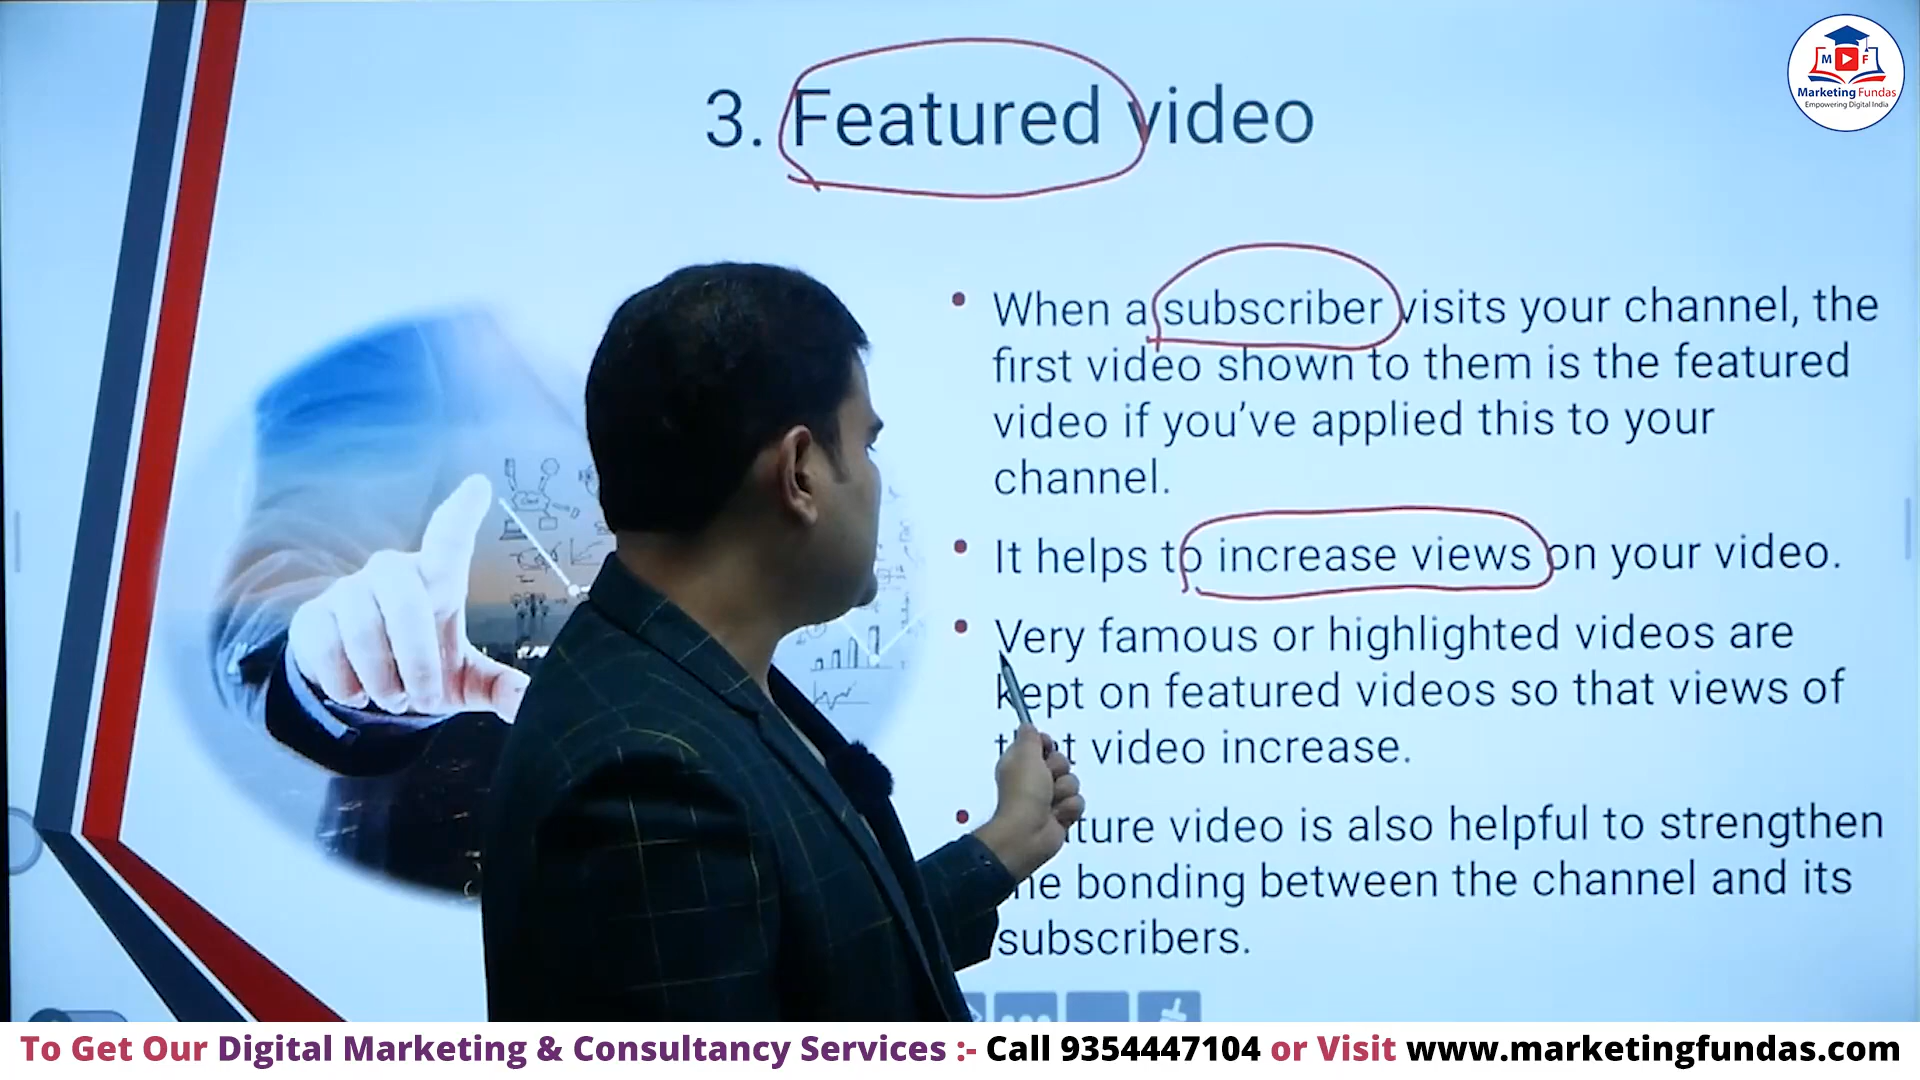 3. Featured video
M F
Marketing Fundas
Empowering Digital India
When a subscriber visits your channel, the
first video shown to them is the featured
video if you’ve applied this to your
channel.
It helps to increase views on your video.
Very famous or highlighted videos are
kept on featured videos so that views of
video increase.
video is also helpful to strengthen
bonding between the channel and its
subscribers.
To Get Our Digital Marketing & Consultancy Services :- Call 9354447104 or Visit www.marketingfundas.com